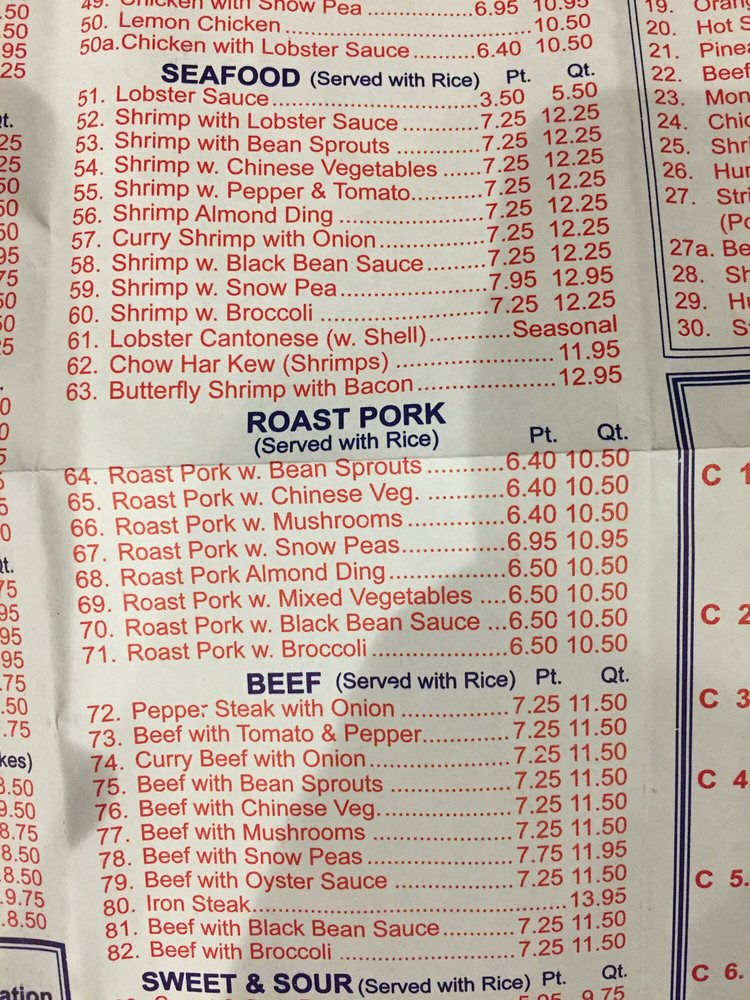 49. Chicken with Snow Pea 6.95 10.95
50. Lemon Chicken 10.50
50a. Chicken with Lobster Sauce 6.40 10.50
SEAFOOD (Served with Rice) Pt. Qt.
51. Lobster Sauce 3.50 5.50
52. Shrimp with Lobster Sauce 7.25 12.25
53. Shrimp with Bean Sprouts 7.25 12.25
54. Shrimp w. Chinese Vegetables 7.25 12.25
55. Shrimp w. Pepper & Tomato 7.25 12.25
56. Shrimp Almond Ding 7.25 12.25
57. Curry Shrimp with Onion 7.25 12.25
58. Shrimp w. Black Bean Sauce 7.25 12.25
59. Shrimp w. Snow Pea 7.95 12.95
60. Shrimp w. Broccoli 7.25 12.25
61. Lobster Cantonese (w. Shell) Seasonal
62. Chow Har Kew (Shrimps) 11.95
63. Butterfly Shrimp with Bacon 12.95
ROAST PORK
(Served with Rice) Pt. Qt.
64. Roast Pork w. Bean Sprouts 6.40 10.50
65. Roast Pork w. Chinese Veg. 6.40 10.50
66. Roast Pork w. Mushrooms 6.40 10.50
67. Roast Pork w. Snow Peas 6.95 10.95
68. Roast Pork Almond Ding 6.50 10.50
69. Roast Pork w. Mixed Vegetables 6.50 10.50
70. Roast Pork w. Black Bean Sauce 6.50 10.50
71. Roast Pork w. Broccoli 6.50 10.50
BEEF (Served with Rice) Pt. Qt.
72. Pepper Steak with Onion 7.25 11.50
73. Beef with Tomato & Pepper 7.25 11.50
74. Curry Beef with Onion 7.25 11.50
75. Beef with Bean Sprouts 7.25 11.50
76. Beef with Chinese Veg. 7.25 11.50
77. Beef with Mushrooms 7.25 11.50
78. Beef with Snow Peas 7.75 11.95
79. Beef with Oyster Sauce 7.25 11.50
80. Iron Steak 13.95
81. Beef with Black Bean Sauce 7.25 11.50
82. Beef with Broccoli 7.25 11.50
SWEET & SOUR (Served with Rice) Pt. Qt.
9.75
19.
20. Hot
21.
22. Beef
23.
24.
25.
26.
27.
27a.
28.
29.
30.
C 1
C 2
C 3
C 4.
C 5.
C 6.